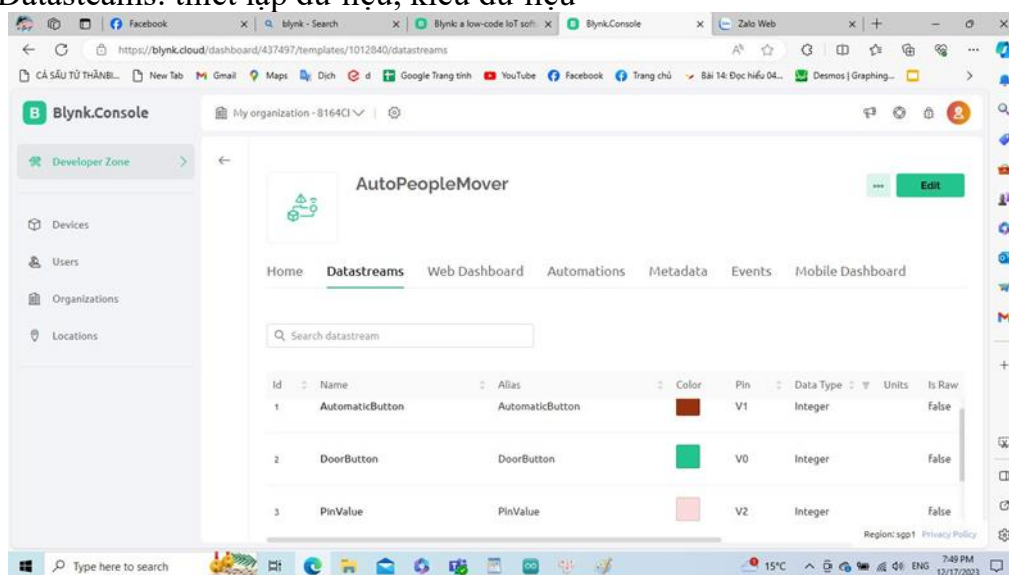 Datasteams: thiết lập dữ liệu, kiểu dữ liệu
Facebook
blynk - Search
Blynk: a low-code IoT soft
Blynk.Console
Zalo Web
https://blynk.cloud/dashboard/437497/templates/1012840/datastreams
CÁ SẤU TỬ THẦNBI...
New Tab
Gmail
Maps
Dịch
d
Google Trang tính
YouTube
Facebook
Trang chủ
Bài 14: Đọc hiểu 04...
Desmos | Graphing...
B Blynk.Console
My organization - 8164CI
Developer Zone
Devices
Users
Organizations
Locations
AutoPeopleMover
Edit
Home Datastreams Web Dashboard Automations Metadata Events Mobile Dashboard
Search datastream
Id Name Alias Color Pin Data Type Units Is Raw
1 AutomaticButton AutomaticButton V1 Integer false
2 DoorButton DoorButton V0 Integer false
3 PinValue PinValue V2 Integer false
Region: sgp1 Privacy Policy
Type here to search
15°C
ENG
7:49 PM
12/17/2023